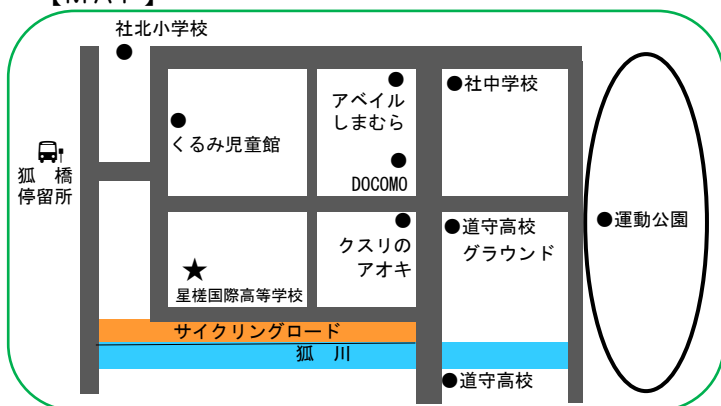 【ＭＡＰ】
社北小学校
アベイル
しまむら
社中学校
くるみ児童館
狐　橋
停留所
DOCOMO
クスリの
アオキ
道守高校
グラウンド
運動公園
星槎国際高等学校
サイクリングロード
狐　川
道守高校